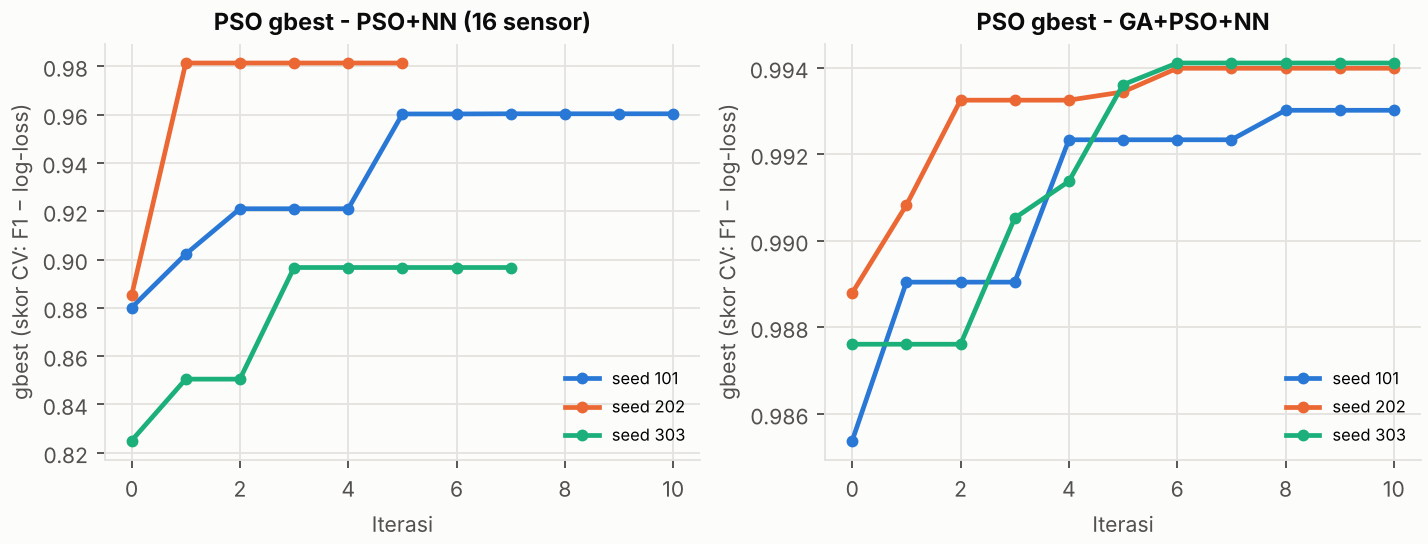 PSO gbest - PSO+NN (16 sensor)
gbest (skor CV: F1 − log-loss)
0.98
0.96
0.94
0.92
0.90
0.88
0.86
0.84
0.82
seed 101
seed 202
seed 303
0 2 4 6 8 10
Iterasi
PSO gbest - GA+PSO+NN
gbest (skor CV: F1 − log-loss)
0.994
0.992
0.990
0.988
0.986
seed 101
seed 202
seed 303
0 2 4 6 8 10
Iterasi